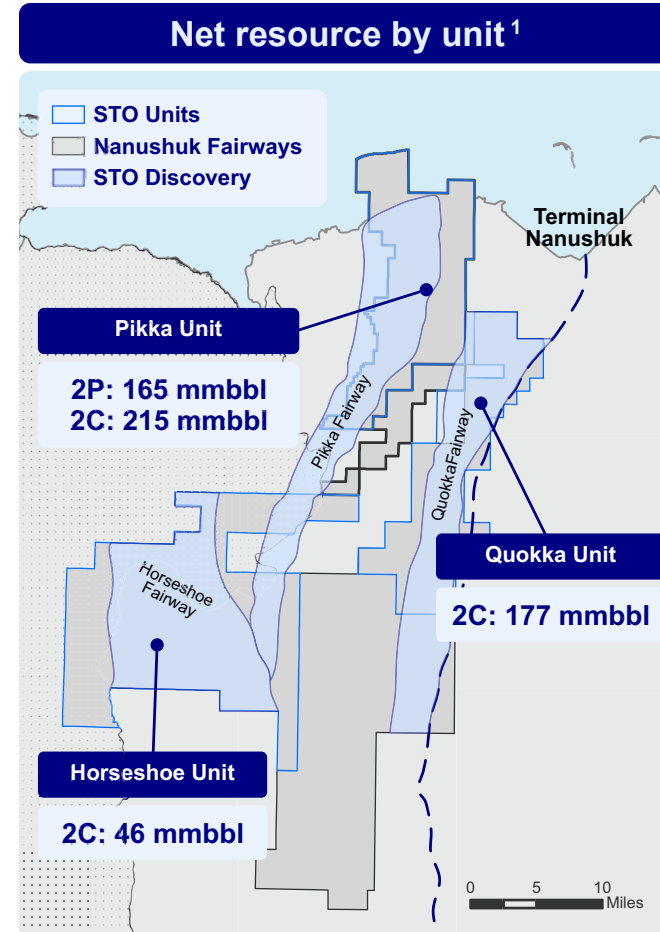 Net resource by unit¹
STO Units
Nanushuk Fairways
STO Discovery
Terminal
Nanushuk
Pikka Unit
2P: 165 mmbbl
2C: 215 mmbbl
Pikka Fairway
QuokkaFairway
Quokka Unit
2C: 177 mmbbl
Horseshoe
Fairway
Horseshoe Unit
2C: 46 mmbbl
0 5 10
Miles